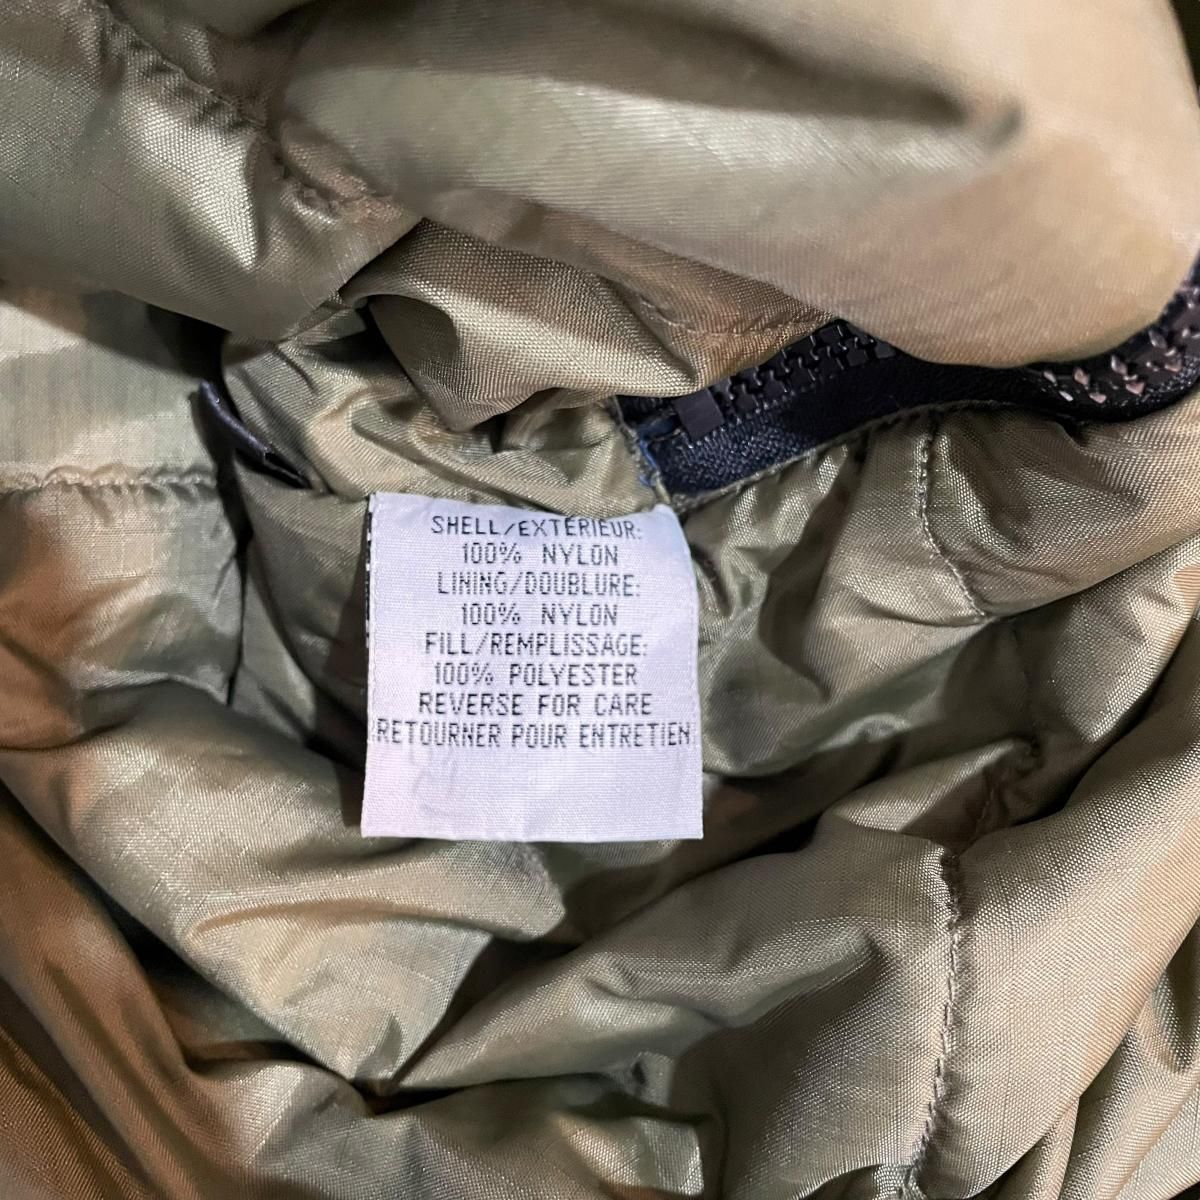 SHELL/EXTÉRIEUR:
100% NYLON
LINING/DOUBLURE:
100% NYLON
FILL/REMPLISSAGE:
100% POLYESTER
REVERSE FOR CARE
RETOURNER POUR ENTRETIEN